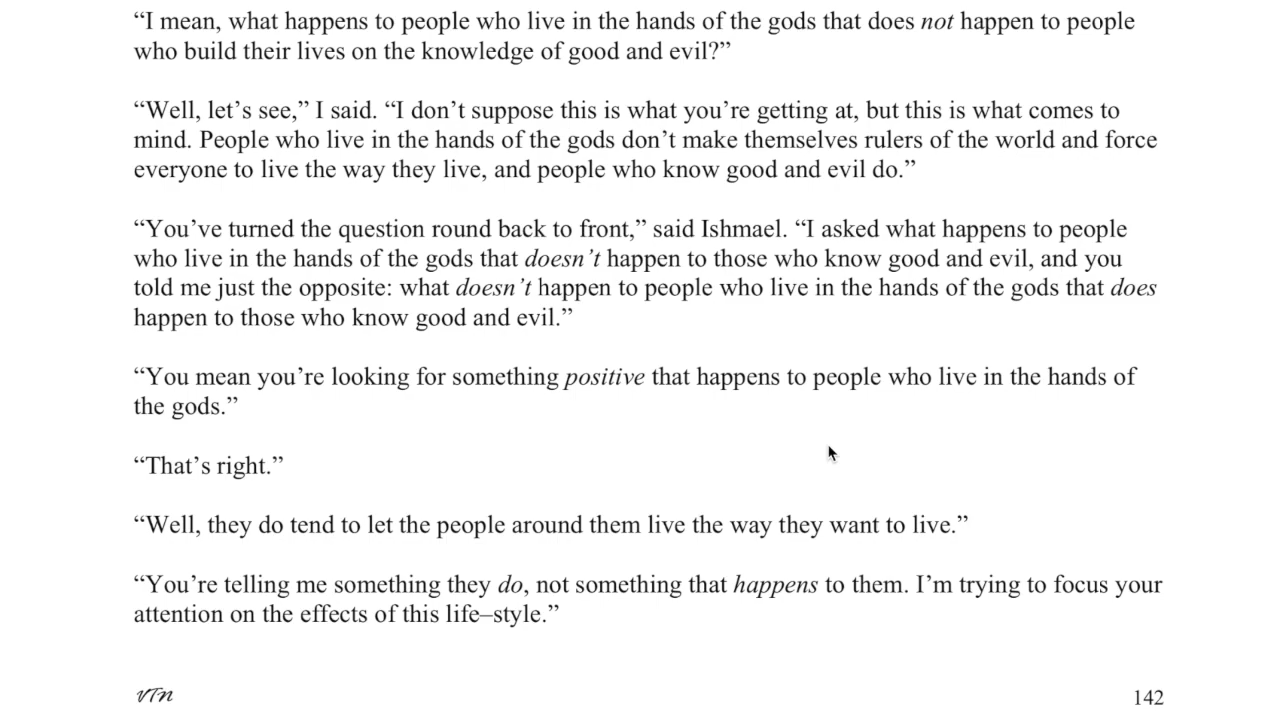 “I mean, what happens to people who live in the hands of the gods that does not happen to people
who build their lives on the knowledge of good and evil?”
“Well, let’s see,” I said. “I don’t suppose this is what you’re getting at, but this is what comes to
mind. People who live in the hands of the gods don’t make themselves rulers of the world and force
everyone to live the way they live, and people who know good and evil do.”
“You’ve turned the question round back to front,” said Ishmael. “I asked what happens to people
who live in the hands of the gods that doesn’t happen to those who know good and evil, and you
told me just the opposite: what doesn’t happen to people who live in the hands of the gods that does
happen to those who know good and evil.”
“You mean you’re looking for something positive that happens to people who live in the hands of
the gods.”
“That’s right.”
“Well, they do tend to let the people around them live the way they want to live.”
“You’re telling me something they do, not something that happens to them. I’m trying to focus your
attention on the effects of this life–style.”
VTN 142